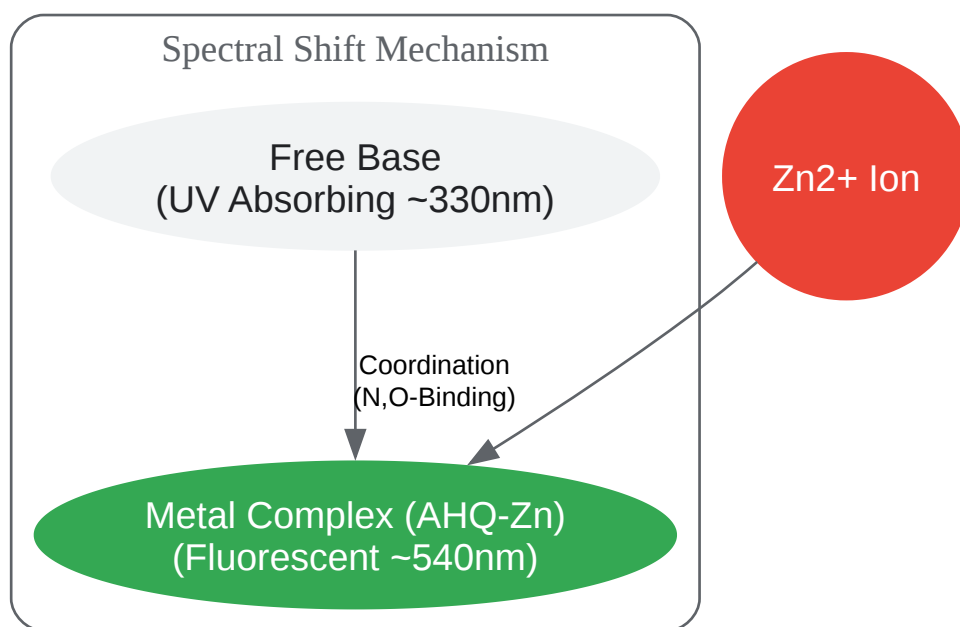 Spectral Shift Mechanism
Free Base
(UV Absorbing ~330nm)
Zn2+ Ion
Coordination
(N,O-Binding)
Metal Complex (AHQ-Zn)
(Fluorescent ~540nm)